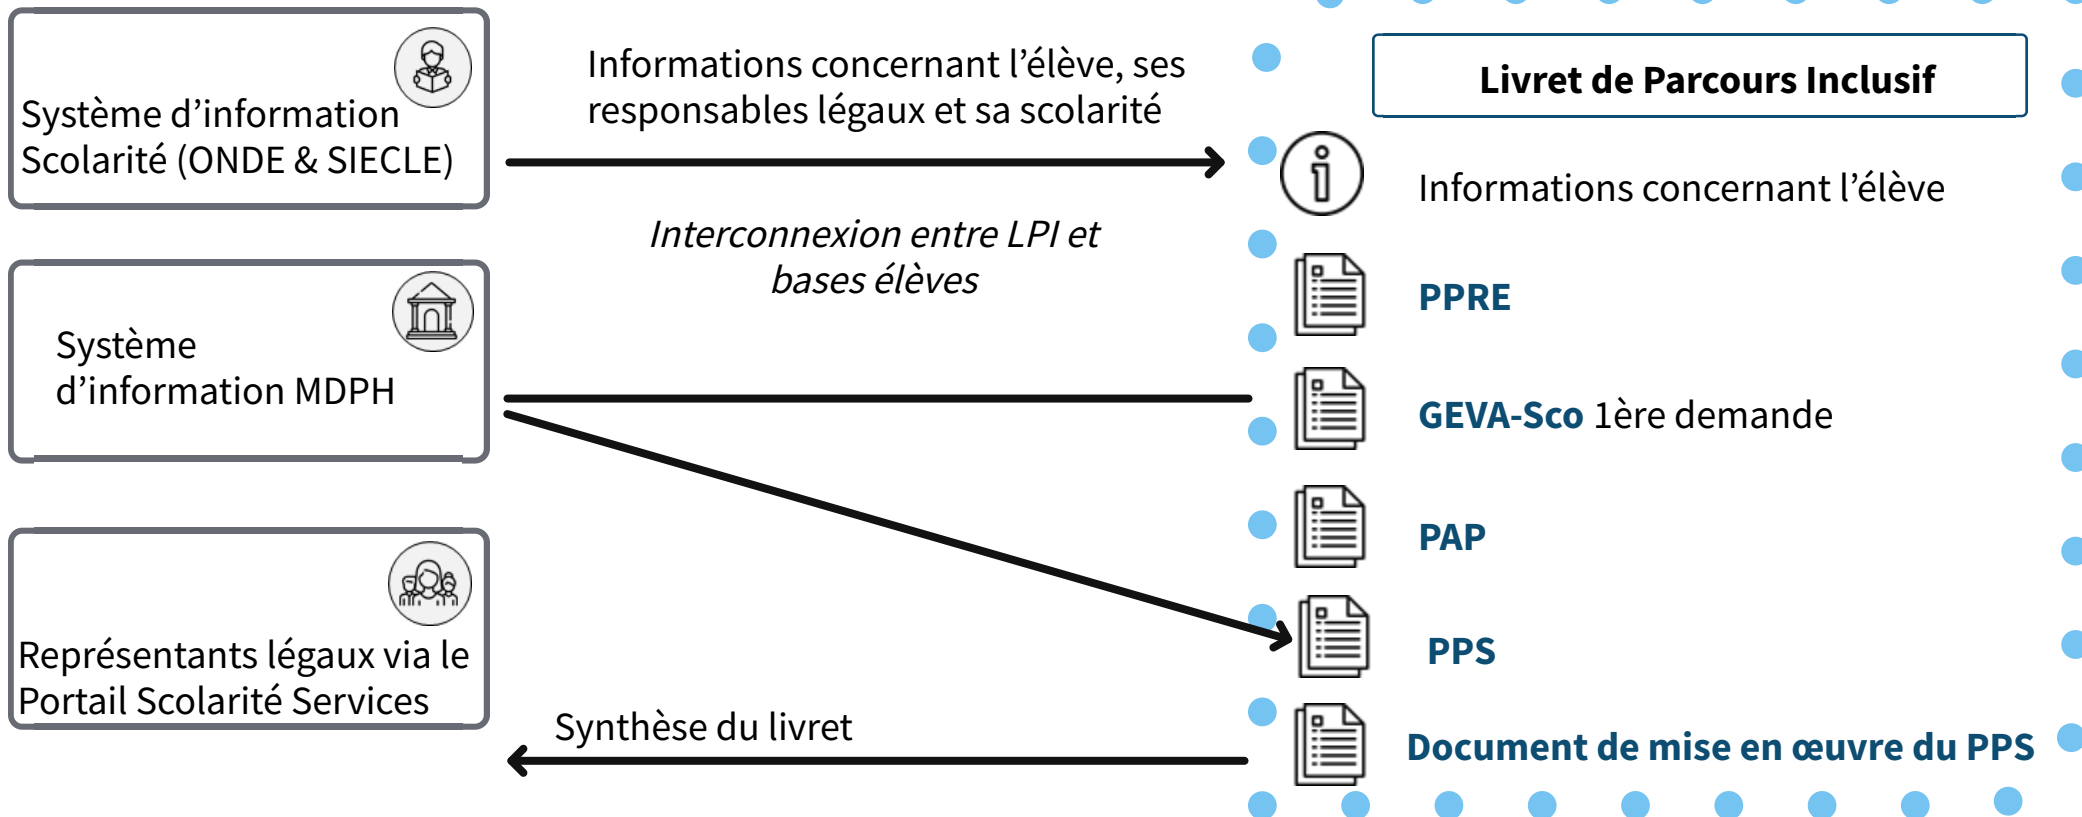 Système d’information
Scolarité (ONDE & SIECLE)
Informations concernant l’élève, ses
responsables légaux et sa scolarité
Interconnexion entre LPI et
bases élèves
Système
d’information MDPH
Représentants légaux via le
Portail Scolarité Services
Synthèse du livret
Livret de Parcours Inclusif
Informations concernant l’élève
PPRE
GEVA-Sco 1ère demande
PAP
PPS
Document de mise en œuvre du PPS